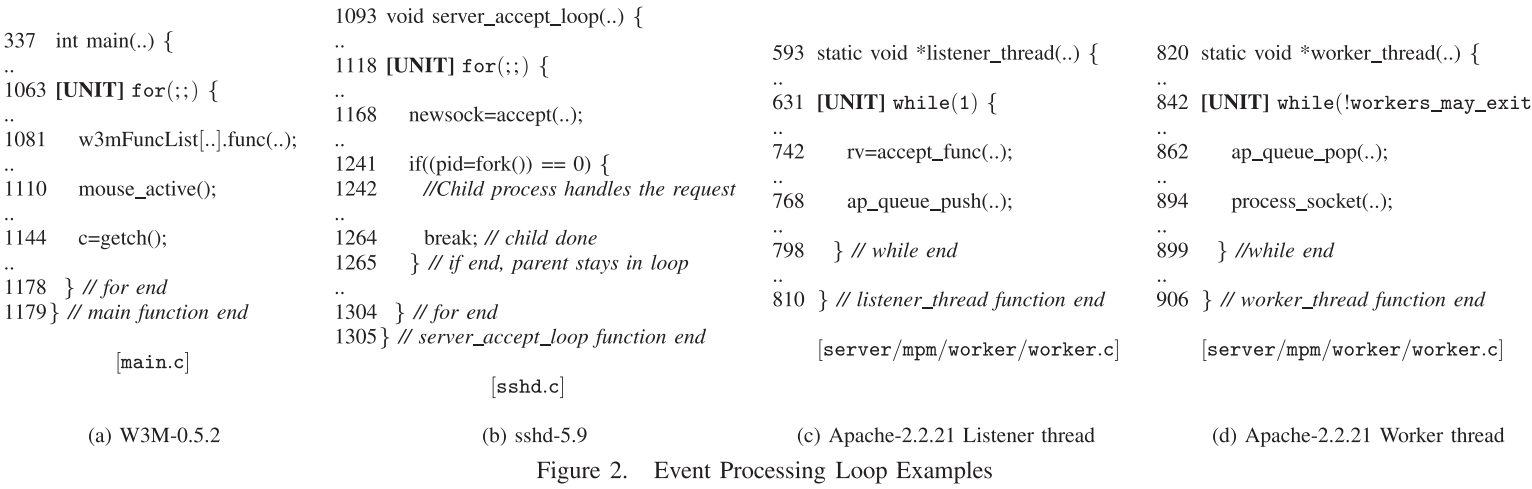 337 int main(..) {
..
1063 [UNIT] for(;;) {
..
1081 w3mFuncList[..].func(..);
..
1110 mouse_active();
..
1144 c=getch();
..
1178 } // for end
1179} // main function end
[main.c]
(a) W3M-0.5.2
1093 void server_accept_loop(..) {
..
1118 [UNIT] for(;;) {
..
1168 newsock=accept(..);
..
1241 if((pid=fork()) == 0) {
1242 //Child process handles the request
..
1264 break; // child done
1265 } // if end, parent stays in loop
..
1304 } // for end
1305} // server_accept_loop function end
[sshd.c]
(b) sshd-5.9
593 static void *listener_thread(..) {
..
631 [UNIT] while(1) {
..
742 rv=accept_func(..);
..
768 ap_queue_push(..);
..
798 } // while end
..
810 } // listener_thread function end
[server/mpm/worker/worker.c]
(c) Apache-2.2.21 Listener thread
820 static void *worker_thread(..) {
..
842 [UNIT] while(!workers_may_exit
..
862 ap_queue_pop(..);
..
894 process_socket(..);
..
899 } //while end
..
906 } // worker_thread function end
[server/mpm/worker/worker.c]
(d) Apache-2.2.21 Worker thread
Figure 2. Event Processing Loop Examples